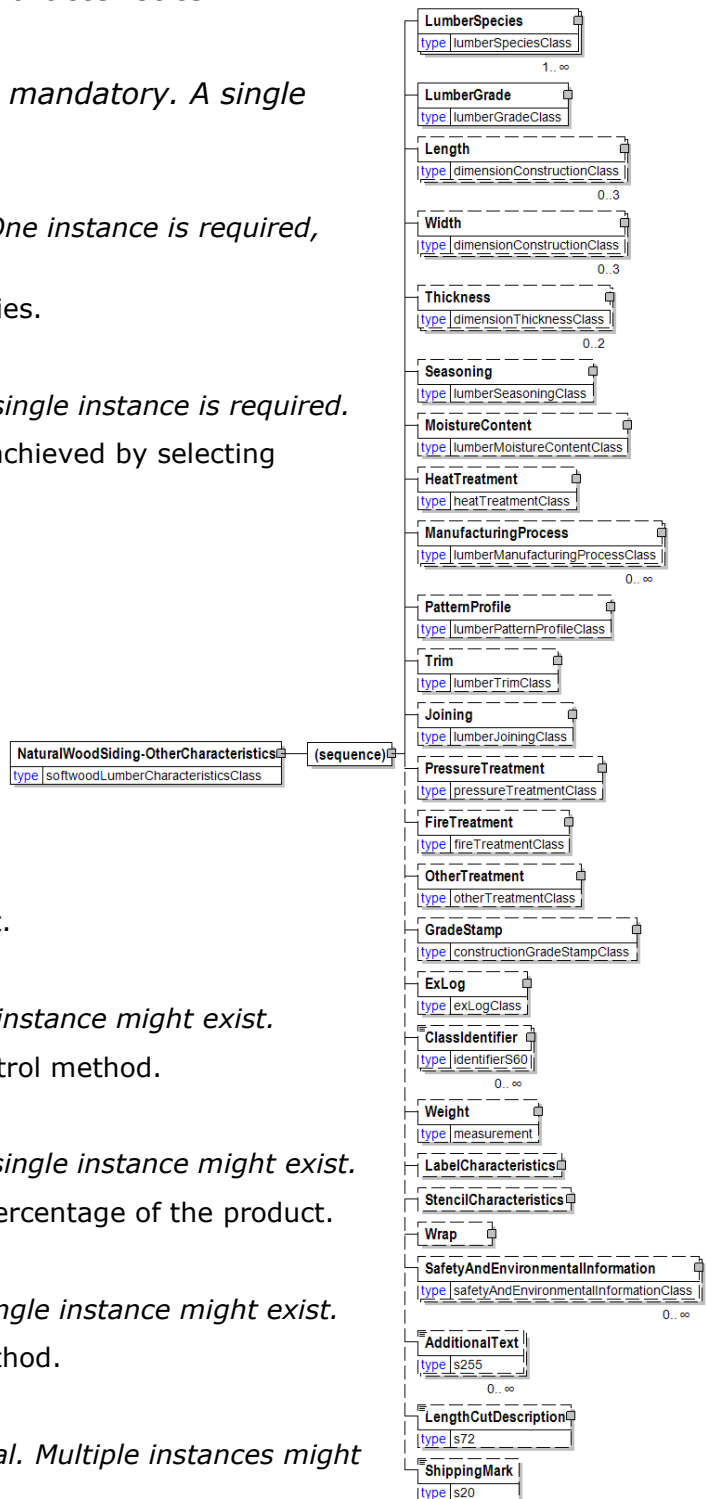 mandatory. A single
One instance is required,
ies.
single instance is required.
achieved by selecting
t.
instance might exist.
trol method.
single instance might exist.
ercentage of the product.
ngle instance might exist.
thod.
al. Multiple instances might
NaturalWoodSiding-OtherCharacteristics
type softwoodLumberCharacteristicsClass
(sequence)
LumberSpecies
type lumberSpeciesClass
1..∞
LumberGrade
type lumberGradeClass
Length
type dimensionConstructionClass
0..3
Width
type dimensionConstructionClass
0..3
Thickness
type dimensionThicknessClass
0..2
Seasoning
type lumberSeasoningClass
MoistureContent
type lumberMoistureContentClass
HeatTreatment
type heatTreatmentClass
ManufacturingProcess
type lumberManufacturingProcessClass
0..∞
PatternProfile
type lumberPatternProfileClass
Trim
type lumberTrimClass
Joining
type lumberJoiningClass
PressureTreatment
type pressureTreatmentClass
FireTreatment
type fireTreatmentClass
OtherTreatment
type otherTreatmentClass
GradeStamp
type constructionGradeStampClass
ExLog
type exLogClass
ClassIdentifier
type identifierS60
0..∞
Weight
type measurement
LabelCharacteristics
StencilCharacteristics
Wrap
SafetyAndEnvironmentalInformation
type safetyAndEnvironmentalInformationClass
0..∞
AdditionalText
type s255
0..∞
LengthCutDescription
type s72
ShippingMark
type s20